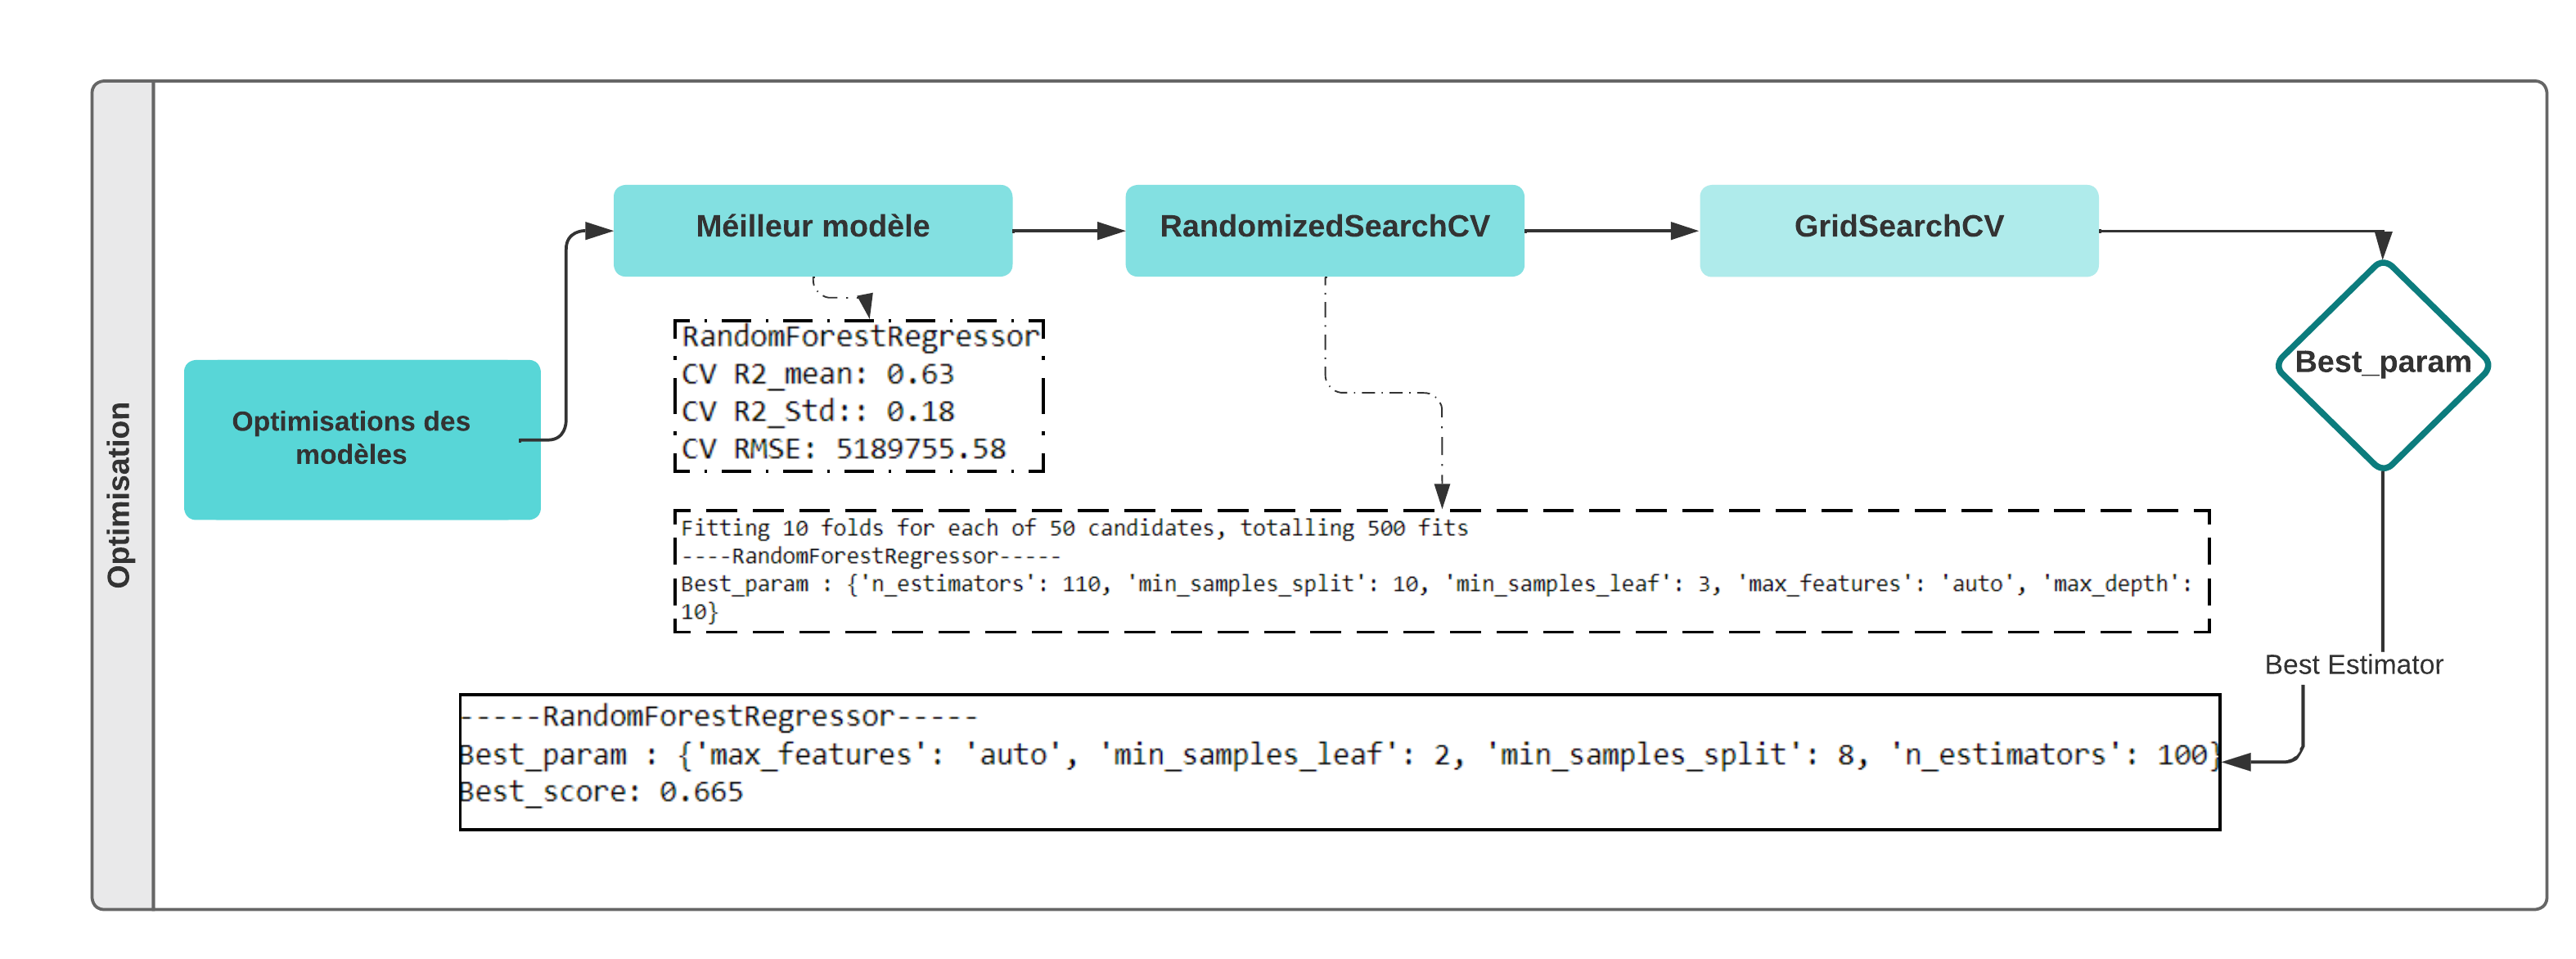 Optimisation
Optimisations des
modèles
Méilleur modèle
RandomizedSearchCV
GridSearchCV
Best_param
RandomForestRegressor
CV R2_mean: 0.63
CV R2_Std:: 0.18
CV RMSE: 5189755.58
Fitting 10 folds for each of 50 candidates, totalling 500 fits
----RandomForestRegressor-----
Best_param : {'n_estimators': 110, 'min_samples_split': 10, 'min_samples_leaf': 3, 'max_features': 'auto', 'max_depth':
10}
Best Estimator
-----RandomForestRegressor-----
Best_param : {'max_features': 'auto', 'min_samples_leaf': 2, 'min_samples_split': 8, 'n_estimators': 100}
Best_score: 0.665